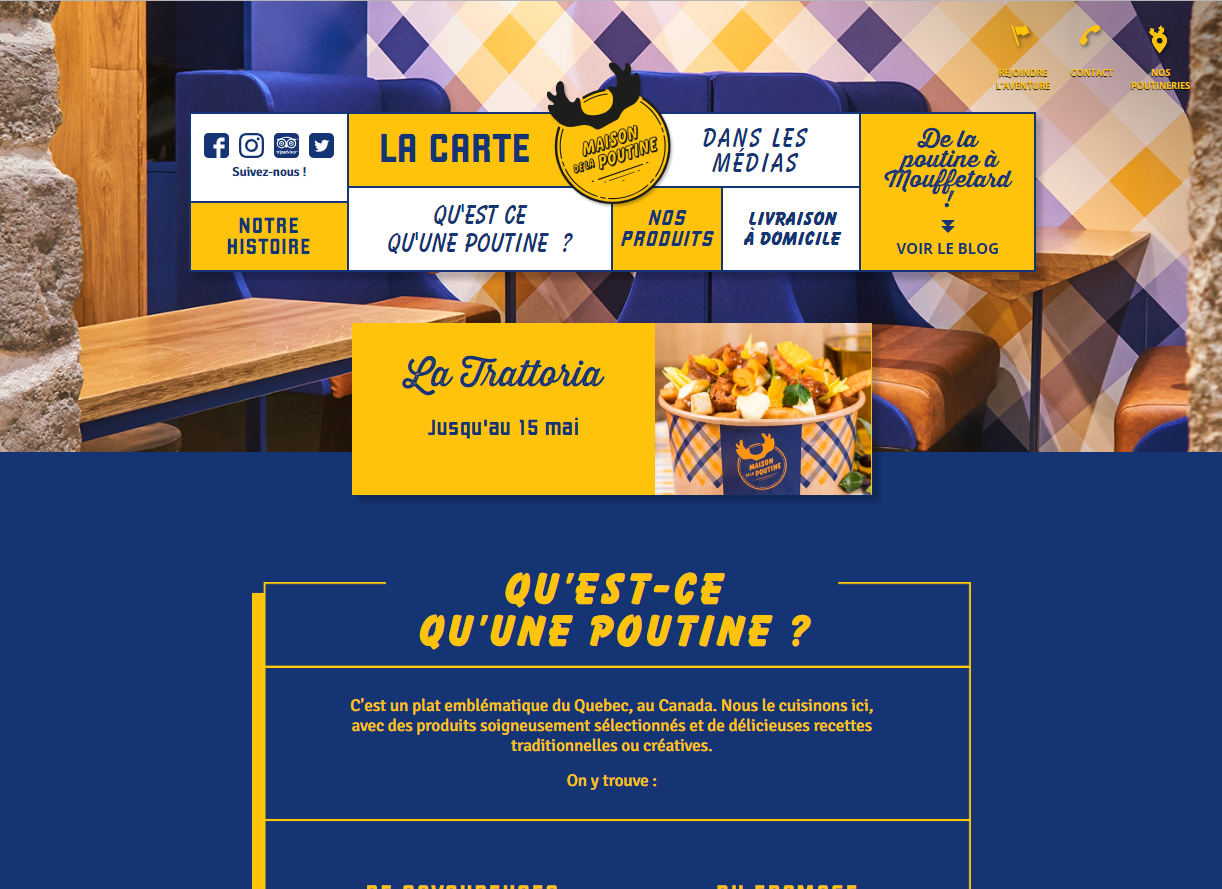 REJOINDRE
L'AVENTURE
CONTACT
NOS
POUTINERIES
tripadvisor
Suivez-nous !
NOTRE
HISTOIRE
LA CARTE
MAISON
DE LA POUTINE
DANS LES
MÉDIAS
QU'EST CE
QU'UNE POUTINE ?
NOS
PRODUITS
LIVRAISON
À DOMICILE
De la
poutine à
Mouffetard
!
VOIR LE BLOG
La Trattoria
Jusqu'au 15 mai
MAISON
DE LA POUTINE
QU'EST-CE
QU'UNE POUTINE ?
C'est un plat emblématique du Quebec, au Canada. Nous le cuisinons ici,
avec des produits soigneusement sélectionnés et de délicieuses recettes
traditionnelles ou créatives.
On y trouve :